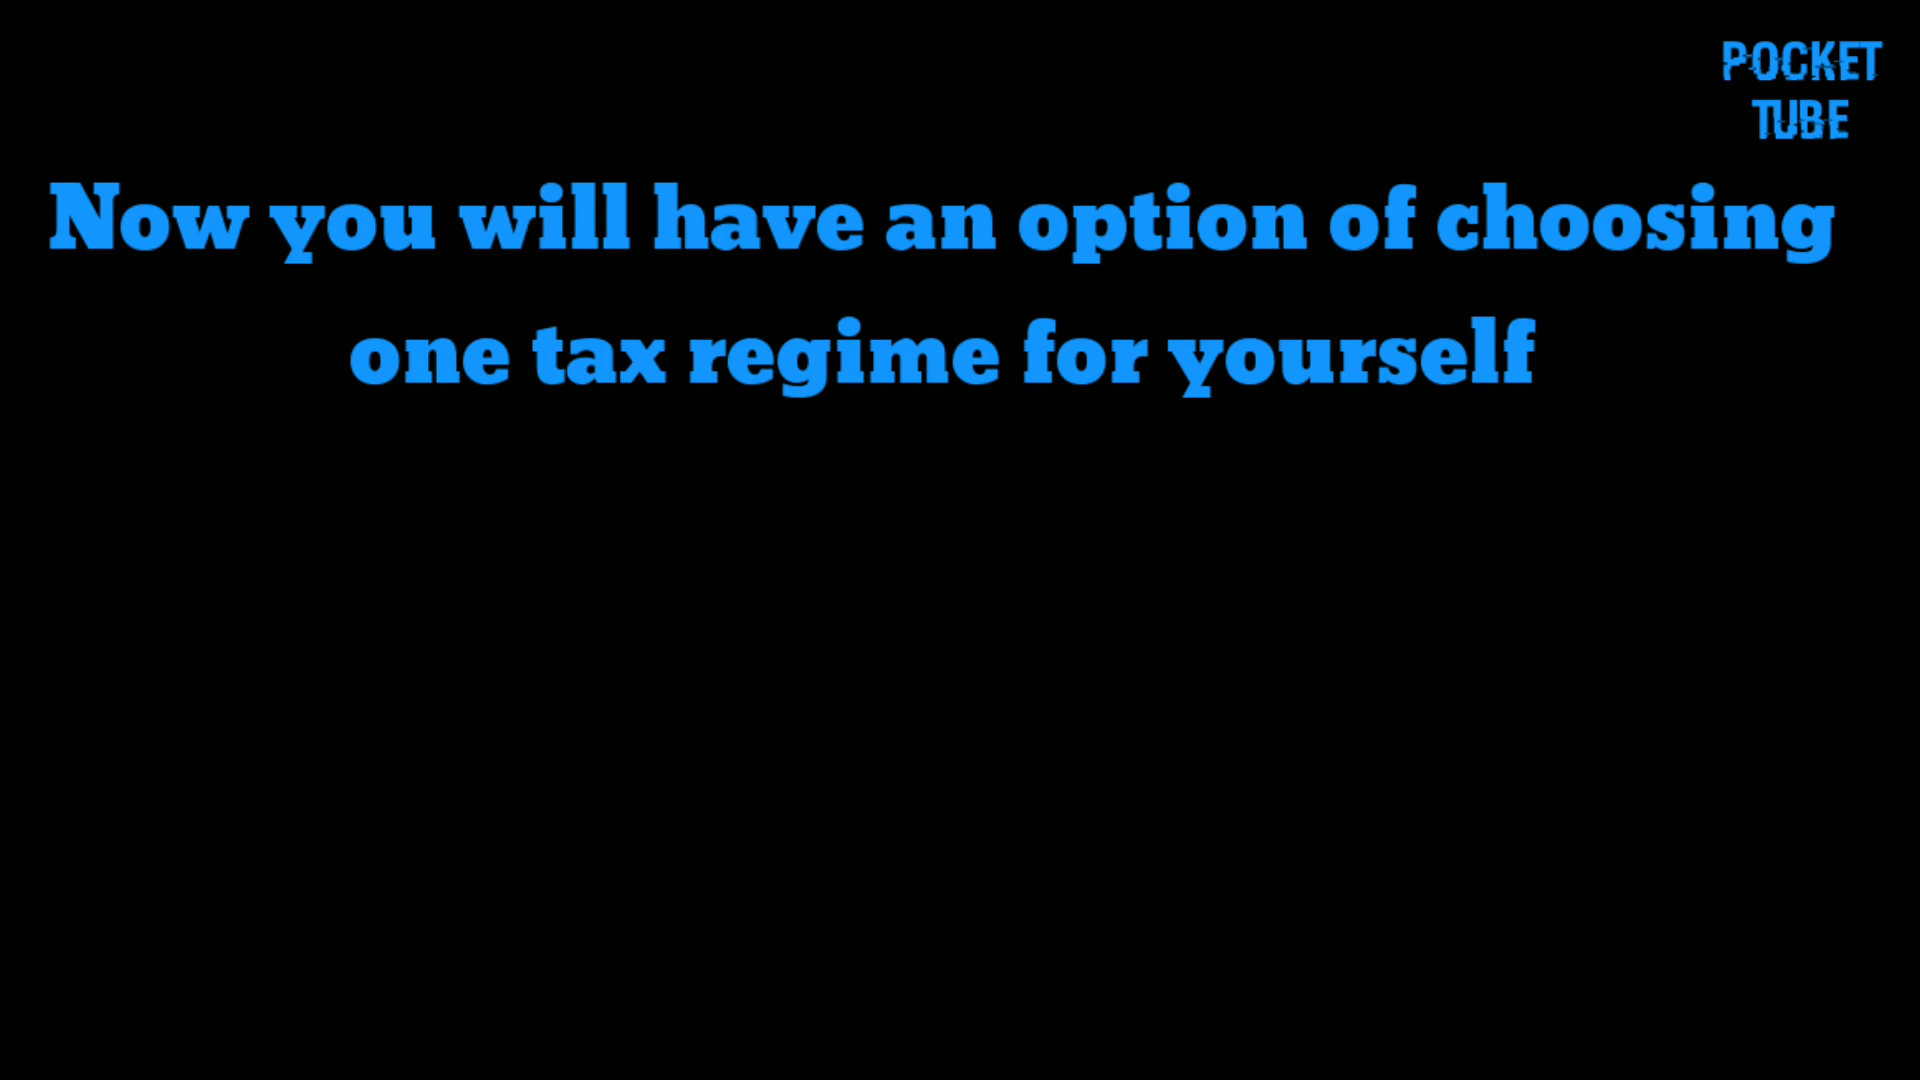 POCKET
TUBE
Now you will have an option of choosing
one tax regime for yourself